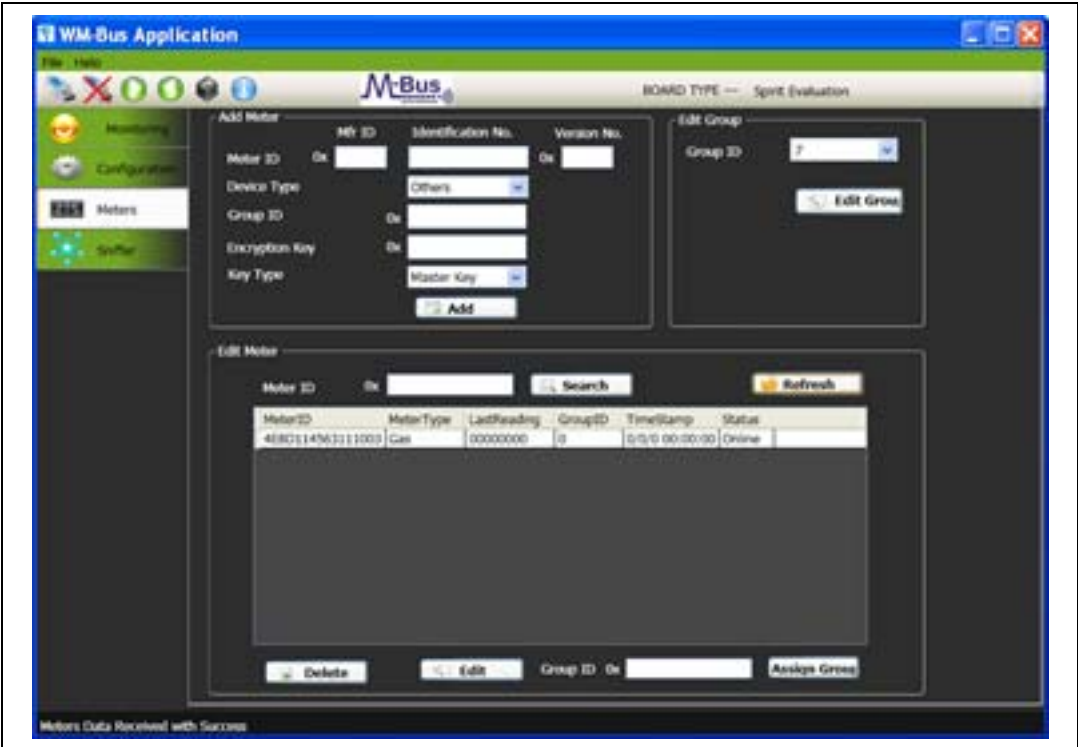 WM-Bus Application
File Help
M-Bus
BOARD TYPE --- Spirit Evaluation
Monitoring
Configuration
Meters
Sniffer
Add Meter
Mfr ID Identification No. Version No.
Meter ID 0x 0x
Device Type Others
Group ID 0x
Encryption Key 0x
Key Type Master Key
Add
Edit Group
Group ID 7
Edit Grou
Edit Meter
Meter ID 0x Search Refresh
MeterID MeterType LastReading GroupID TimeStamp Status
Gas 00000000 0 0/0/0 00:00:00 Online
Delete Edit Group ID 0x Assign Group
Meters Data Received with Success